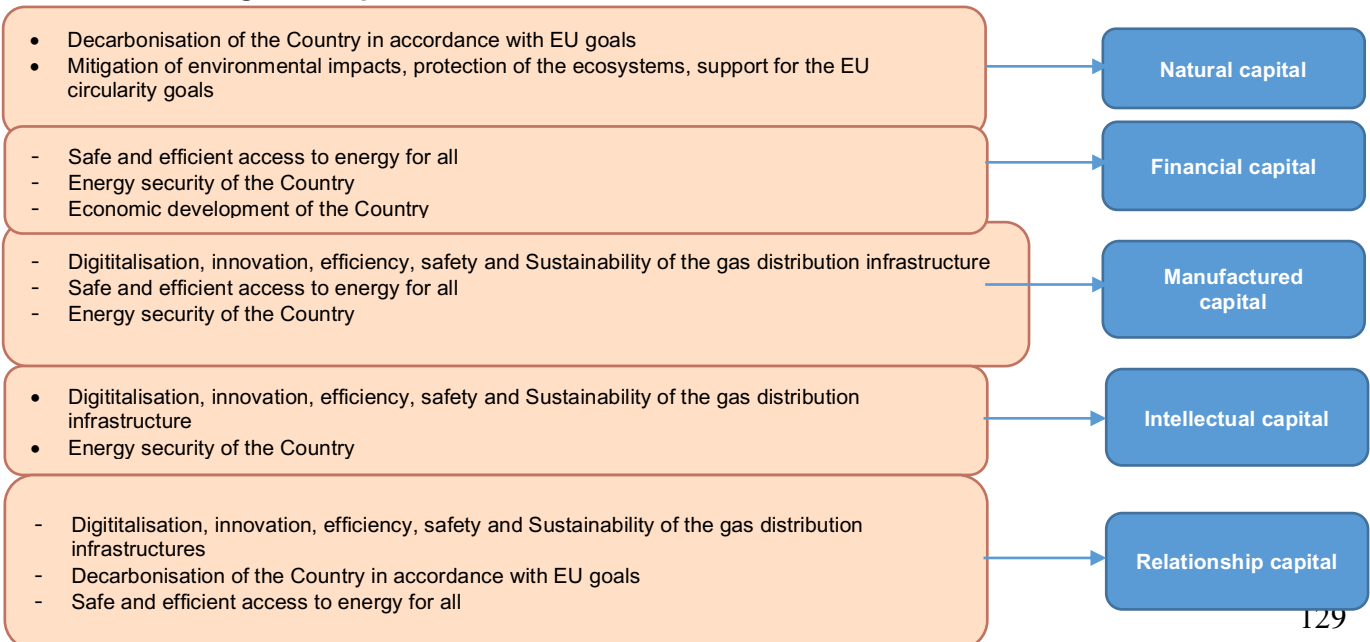 • Decarbonisation of the Country in accordance with EU goals
• Mitigation of environmental impacts, protection of the ecosystems, support for the EU
circularity goals
Natural capital
- Safe and efficient access to energy for all
- Energy security of the Country
- Economic development of the Country
Financial capital
- Digititalisation, innovation, efficiency, safety and Sustainability of the gas distribution infrastructure
- Safe and efficient access to energy for all
- Energy security of the Country
Manufactured
capital
• Digititalisation, innovation, efficiency, safety and Sustainability of the gas distribution
infrastructure
• Energy security of the Country
Intellectual capital
- Digititalisation, innovation, efficiency, safety and Sustainability of the gas distribution
infrastructures
- Decarbonisation of the Country in accordance with EU goals
- Safe and efficient access to energy for all
Relationship capital
129